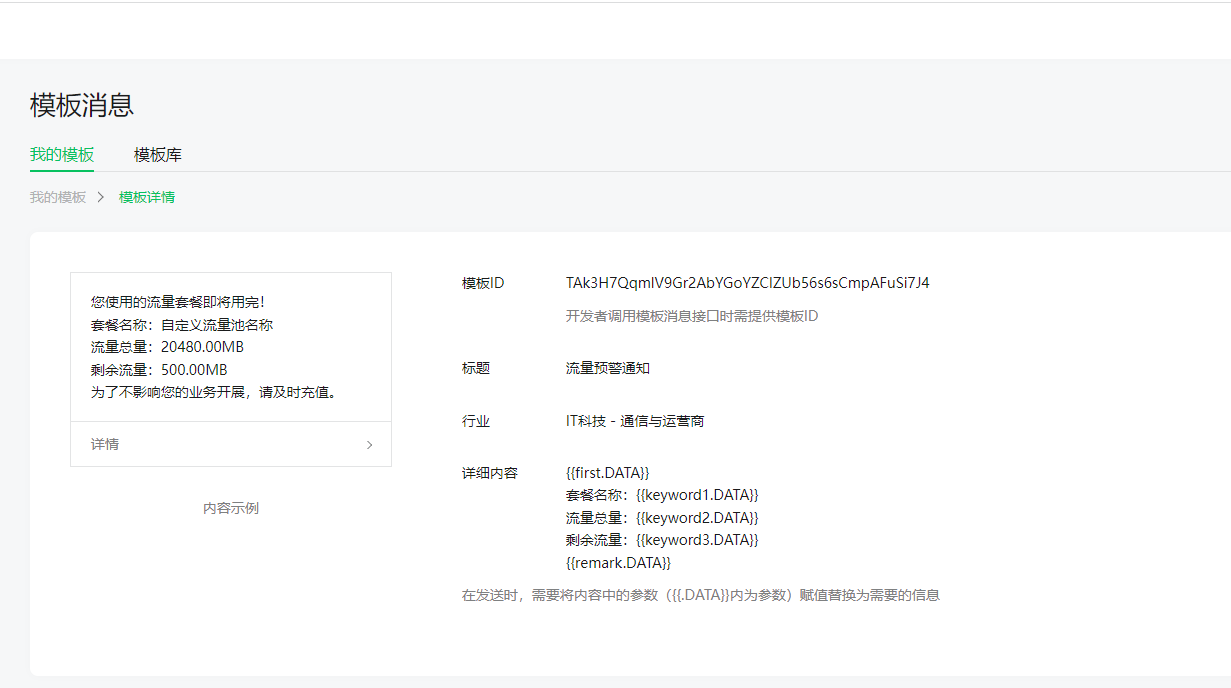 模板消息
我的模板 模板库
我的模板 > 模板详情
您使用的流量套餐即将用完!
套餐名称：自定义流量池名称
流量总量：20480.00MB
剩余流量：500.00MB
为了不影响您的业务开展，请及时充值。
详情 >
内容示例
模板ID TAk3H7QqmIV9Gr2AbYGoYZCIZUb56s6sCmpAFuSi7J4
开发者调用模板消息接口时需提供模板ID
标题 流量预警通知
行业 IT科技 - 通信与运营商
详细内容 {{first.DATA}}
套餐名称：{{keyword1.DATA}}
流量总量：{{keyword2.DATA}}
剩余流量：{{keyword3.DATA}}
{{remark.DATA}}
在发送时，需要将内容中的参数（{{.DATA}}内为参数）赋值替换为需要的信息